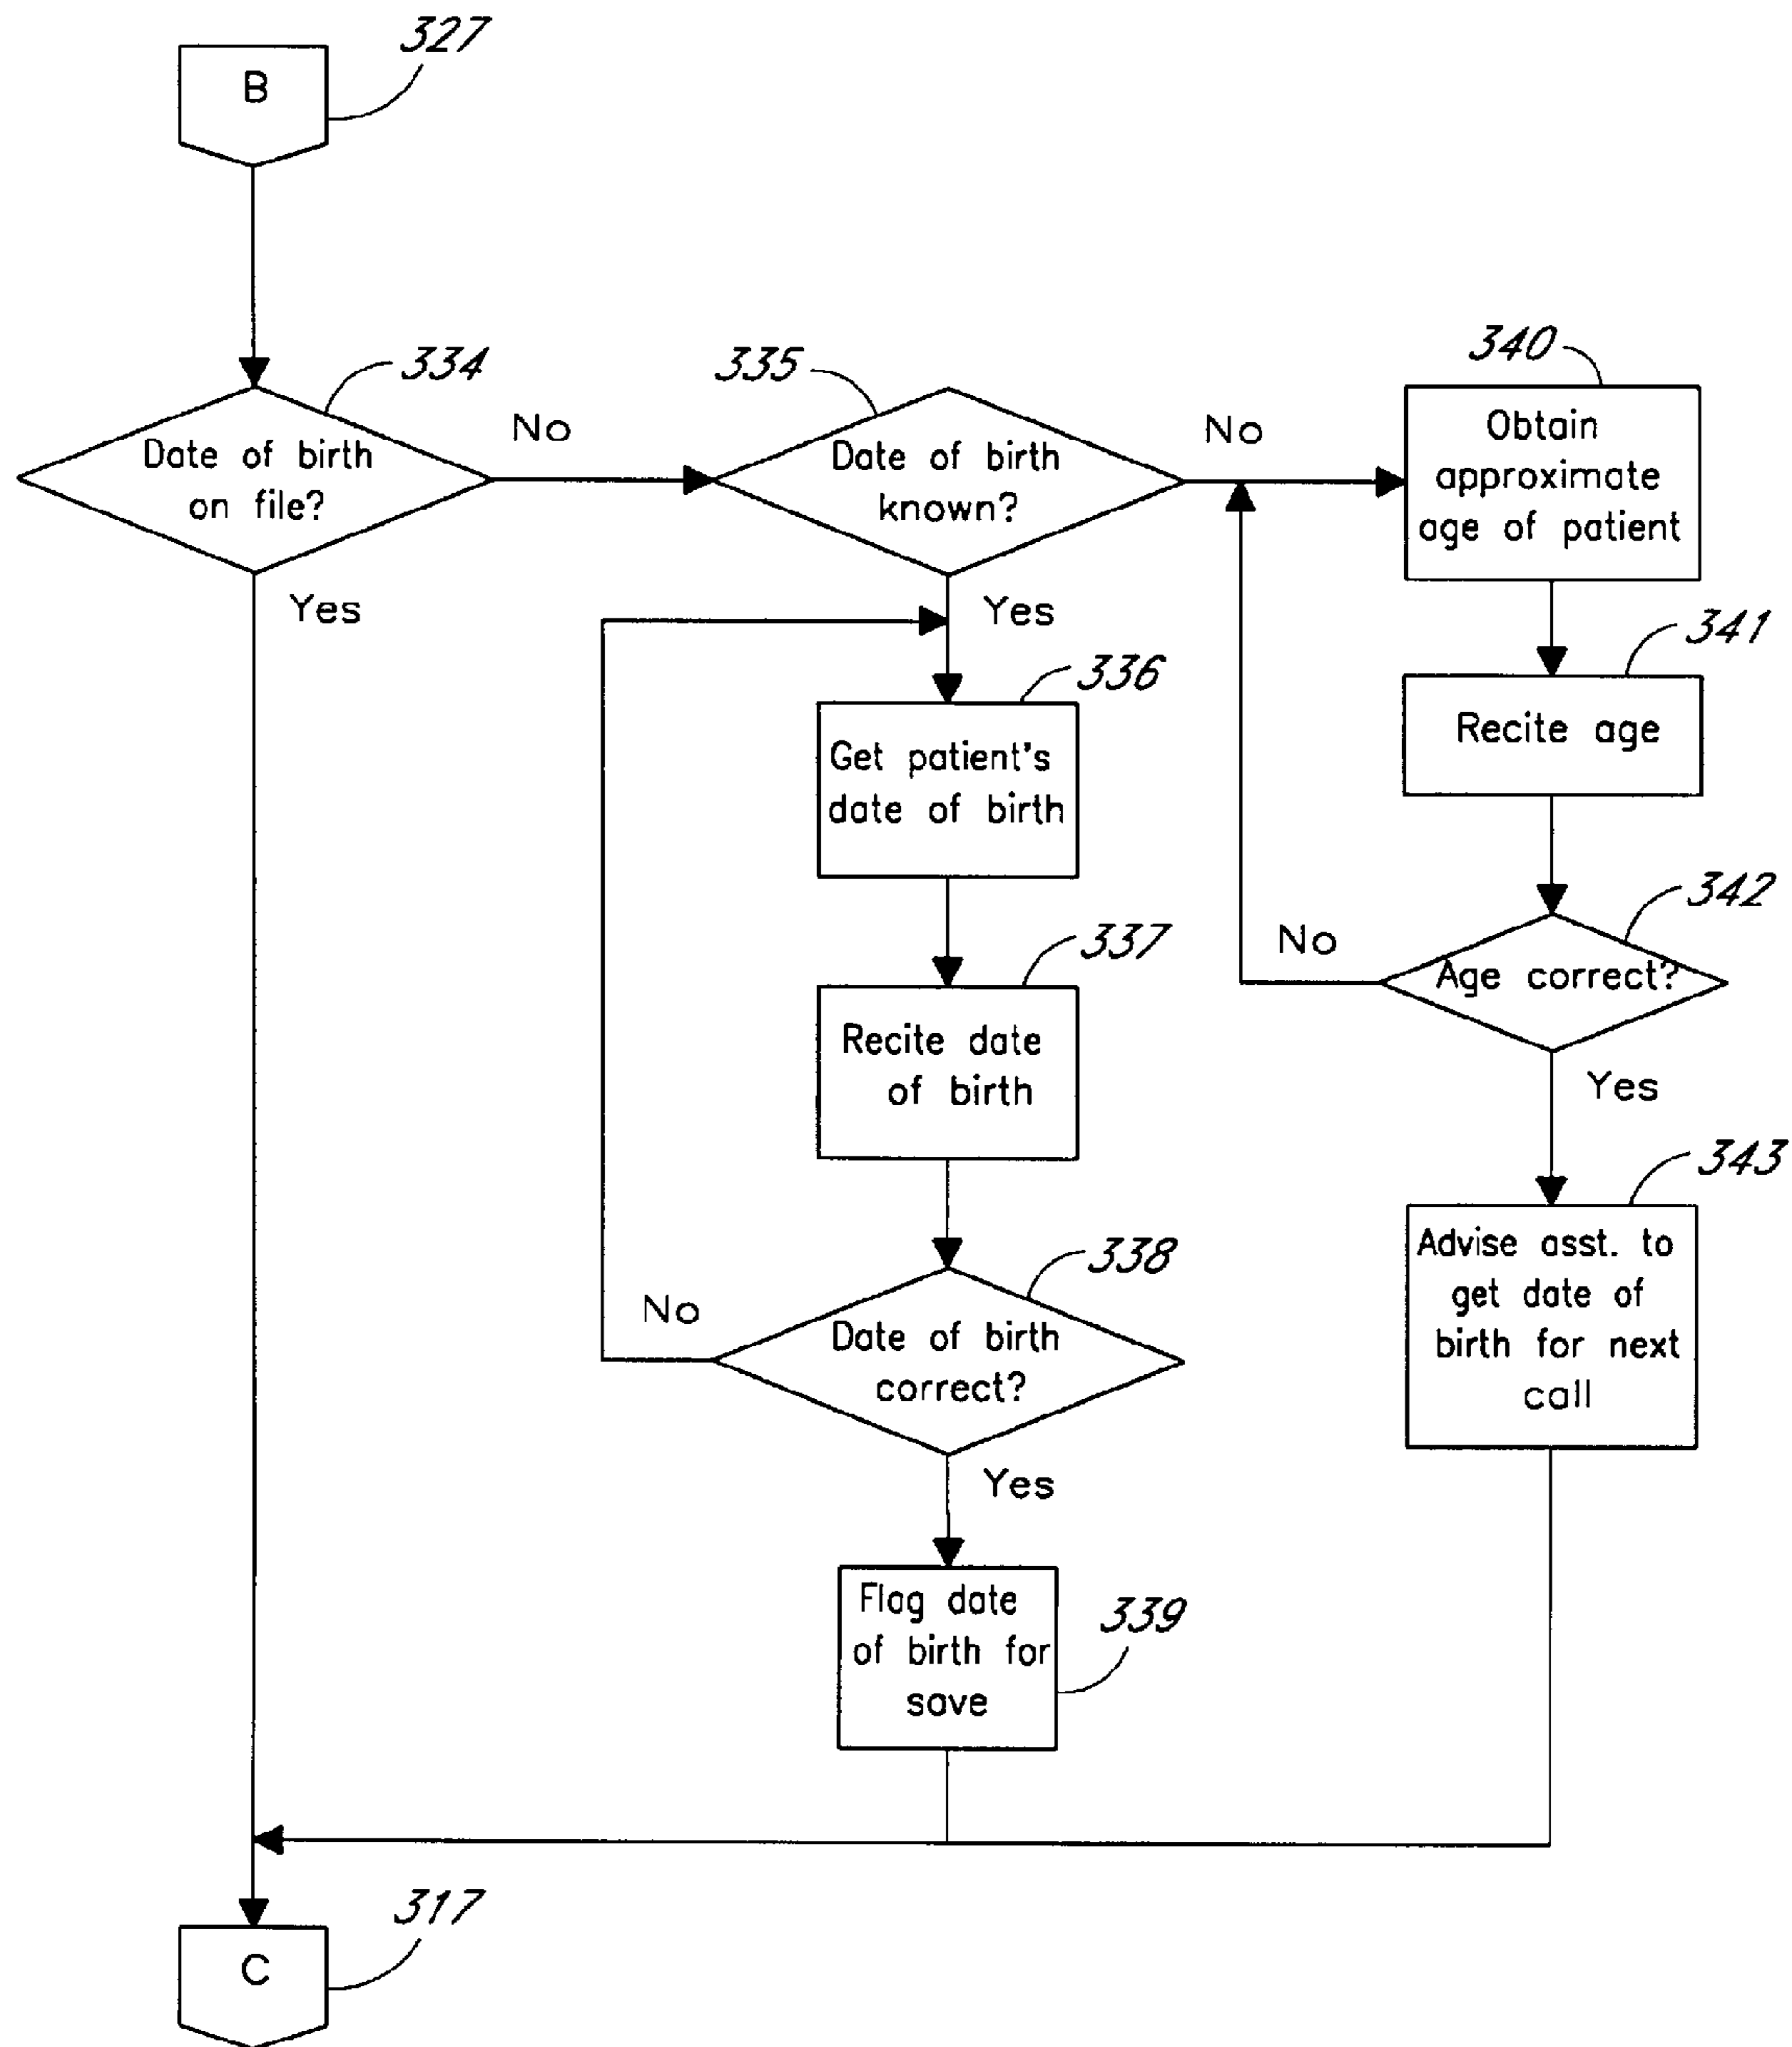 327
B
334
Date of birth
on file?
No
Yes
335
Date of birth
known?
No
Yes
340
Obtain
approximate
age of patient
341
Recite age
336
Get patient's
date of birth
342
Age correct?
No
Yes
337
Recite date
of birth
343
Advise asst. to
get date of
birth for next
call
338
Date of birth
correct?
No
Yes
339
Flag date
of birth for
save
317
C